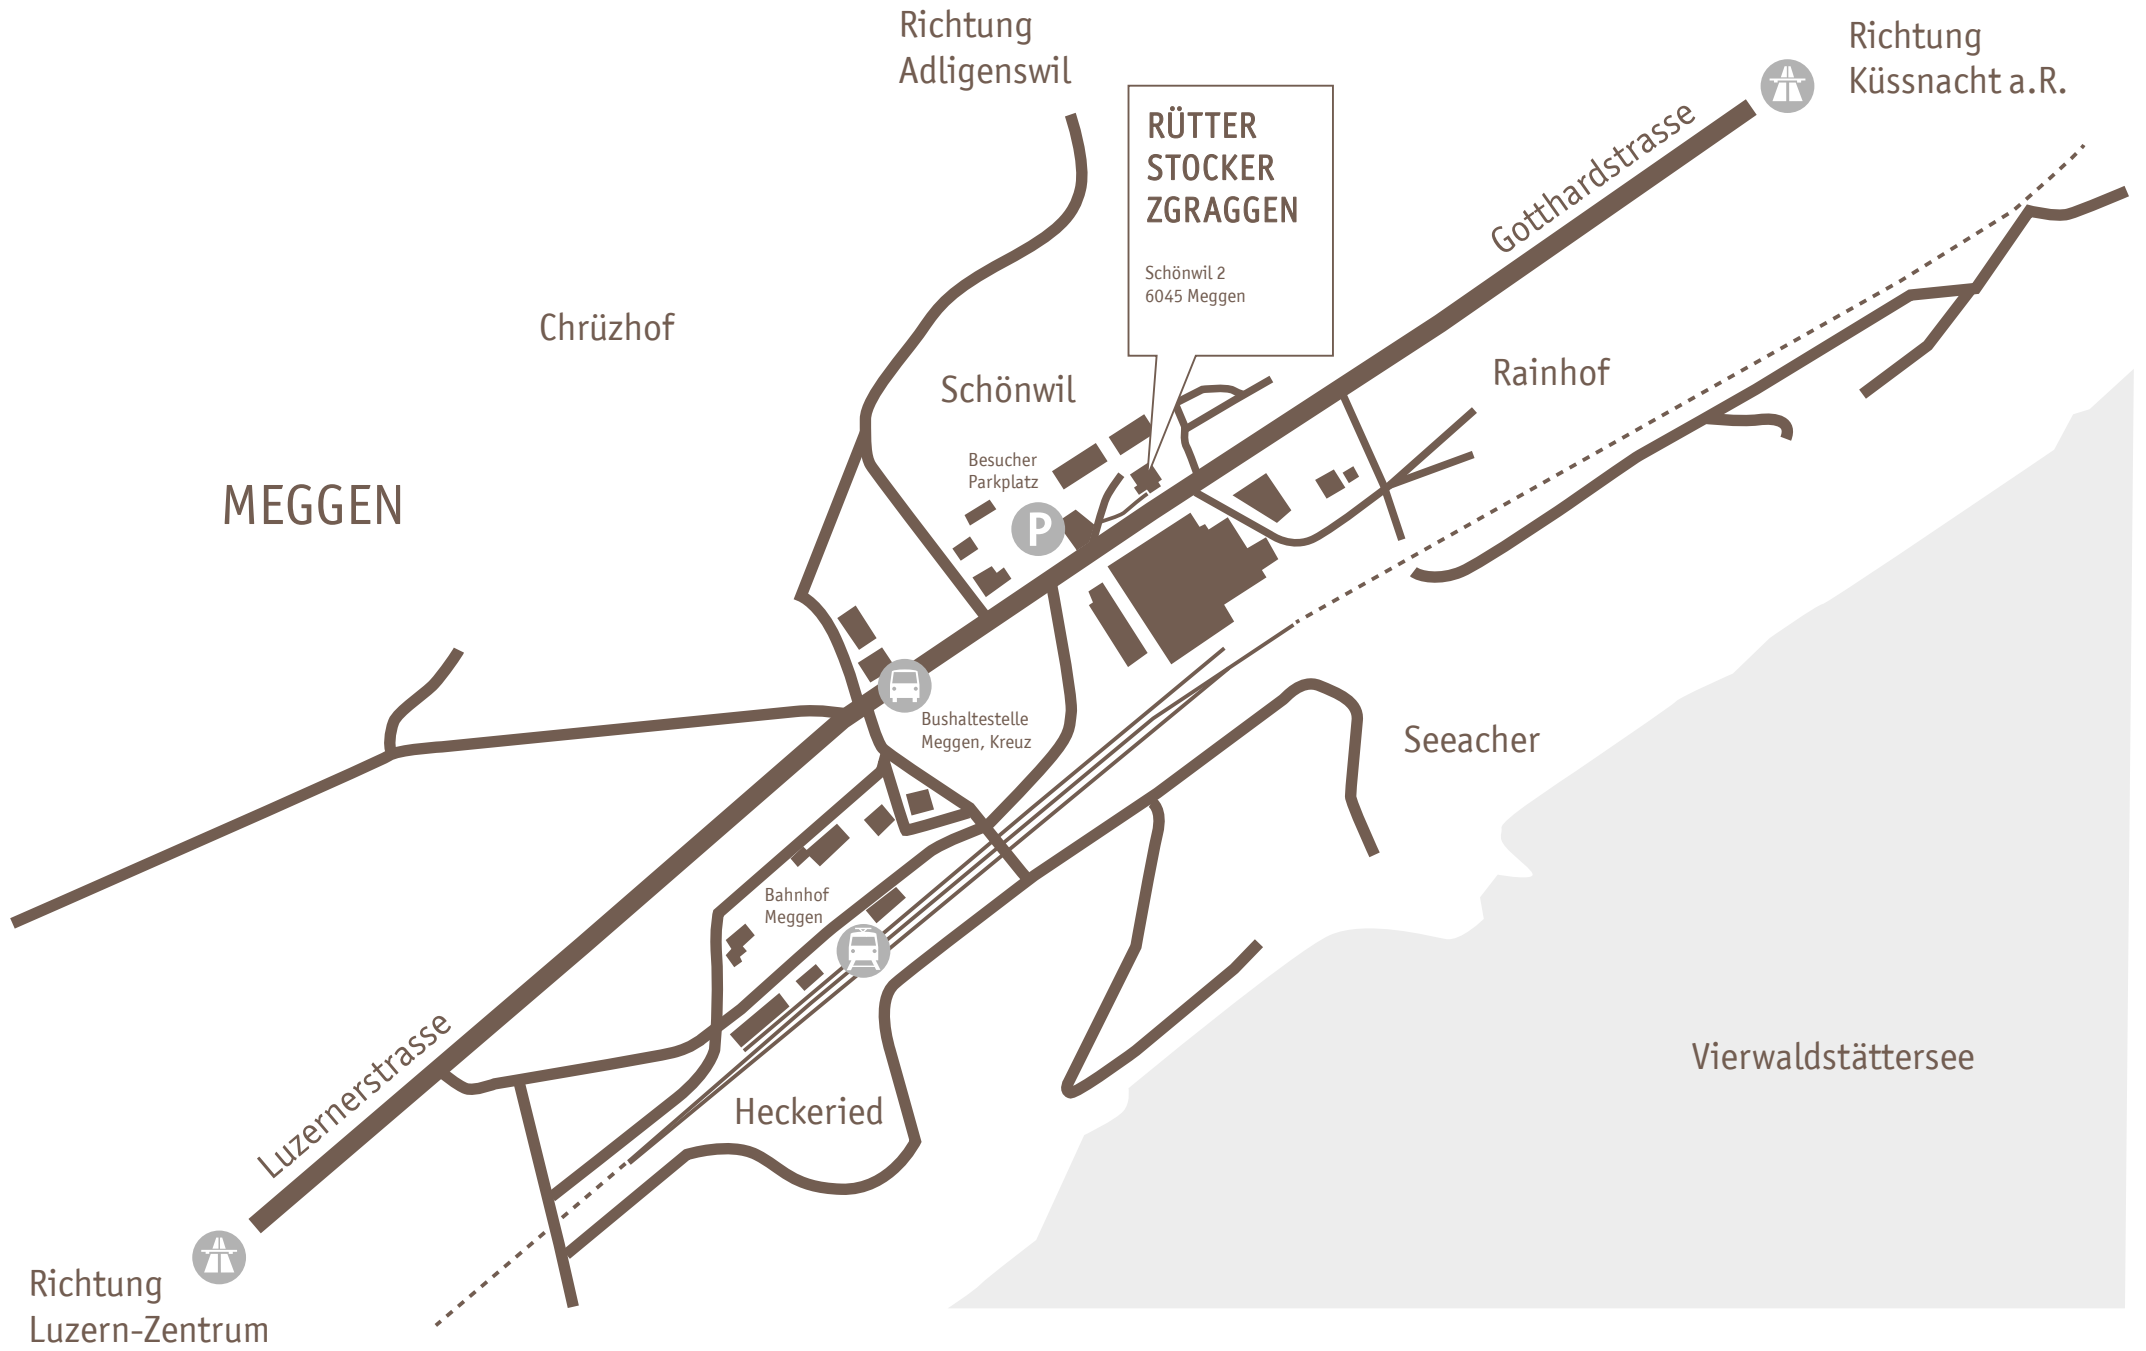 Richtung
Adligenswil
Richtung
Küssnacht a.R.
RÜTTER
STOCKER
ZGRAGGEN
Schönwil 2
6045 Meggen
Gotthardstrasse
Chrüzhof
Schönwil
Rainhof
Besucher
Parkplatz
P
MEGGEN
Bushaltestelle
Meggen, Kreuz
Seeacher
Bahnhof
Meggen
Luzernerstrasse
Heckeried
Vierwaldstättersee
Richtung
Luzern-Zentrum